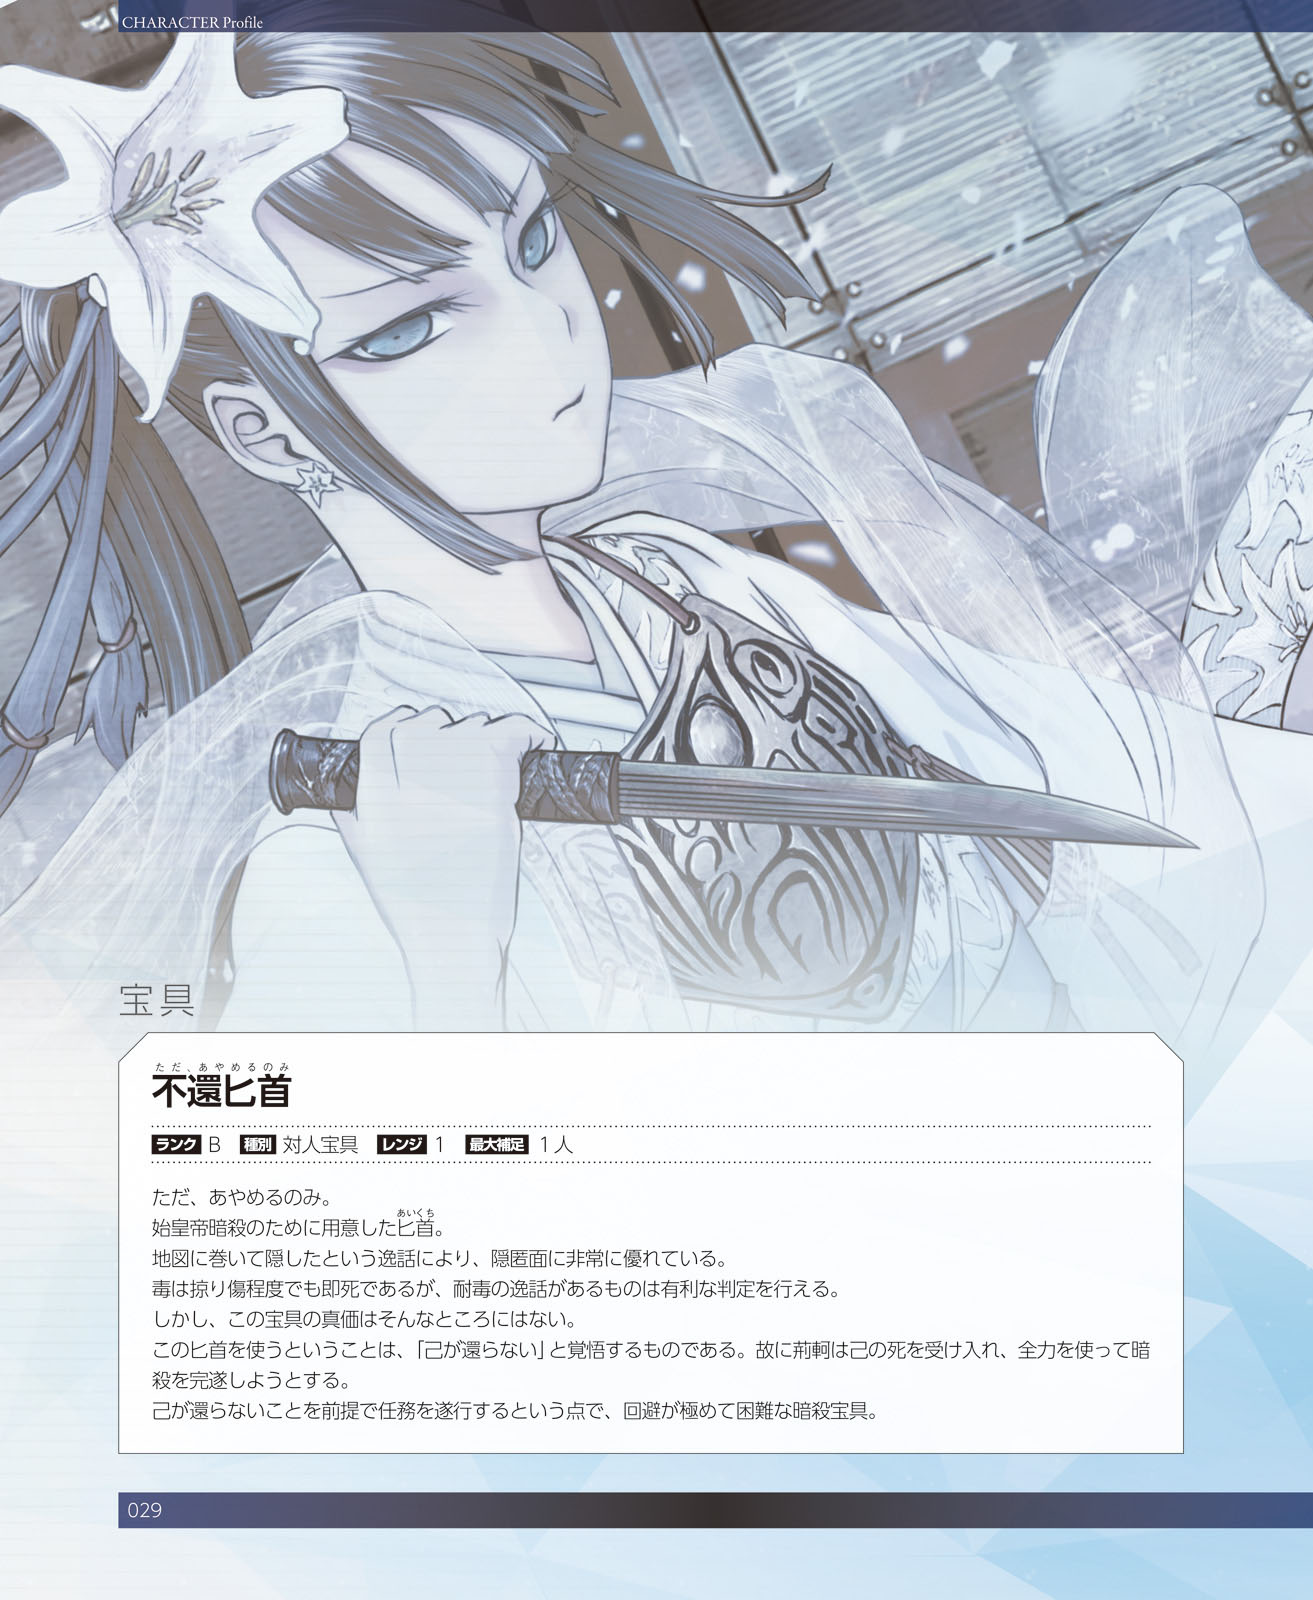 CHARACTER Profile
宝具
ただ、あやめるのみ
不還匕首
ランク B 種別 対人宝具 レンジ 1 最大補足 1人
ただ、あやめるのみ。
あいくち
始皇帝暗殺のために用意した匕首。
地図に巻いて隠したという逸話により、隠匿面に非常に優れている。
毒は掠り傷程度でも即死であるが、耐毒の逸話があるものは有利な判定を行える。
しかし、この宝具の真価はそんなところにはない。
この匕首を使うということは、「己が還らない」と覚悟するものである。故に荊軻は己の死を受け入れ、全力を使って暗
殺を完遂しようとする。
己が還らないことを前提で任務を遂行するという点で、回避が極めて困難な暗殺宝具。
029